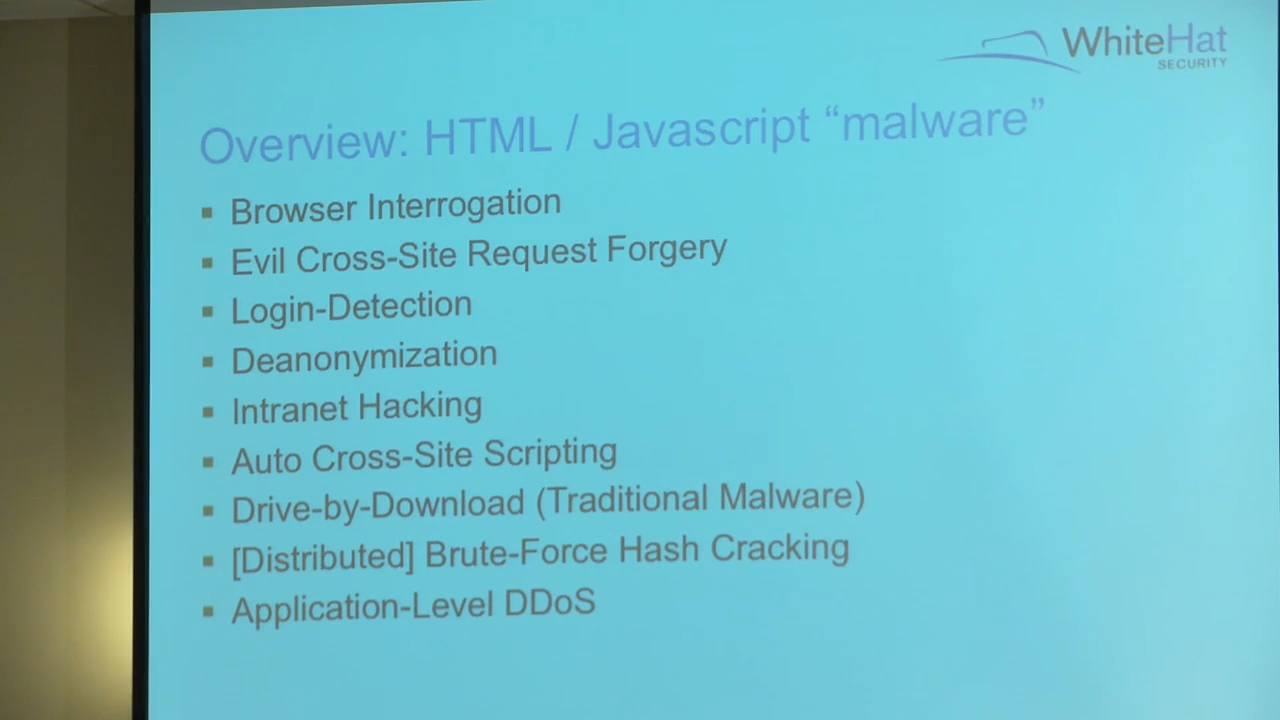 WhiteHat
SECURITY
Overview: HTML / Javascript “malware”
Browser Interrogation
Evil Cross-Site Request Forgery
Login-Detection
Deanonymization
Intranet Hacking
Auto Cross-Site Scripting
Drive-by-Download (Traditional Malware)
[Distributed] Brute-Force Hash Cracking
Application-Level DDoS